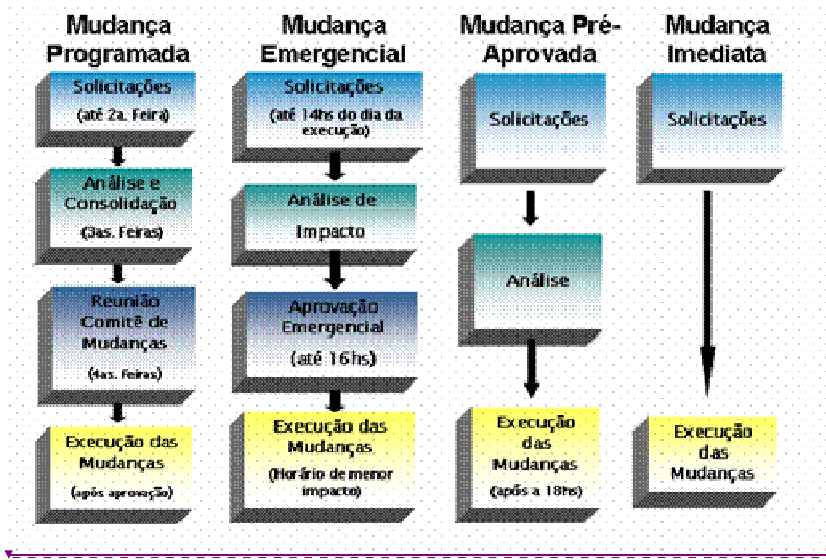 Mudança
Programada
Solicitações
(até 2a. Feira)
Análise e
Consolidação
(3as. Feiras)
Reunião
Comitê de
Mudanças
(4as. Feiras)
Execução das
Mudanças
(após aprovação)
Mudança
Emergencial
Solicitações
(até 14hs do dia da
execução)
Análise de
Impacto
Aprovação
Emergencial
(até 16hs)
Execução das
Mudanças
(Horário de menor
impacto)
Mudança Pré-
Aprovada
Solicitações
Análise
Execução
das
Mudanças
(após a 18hs)
Mudança
Imediata
Solicitações
Execução
das
Mudanças